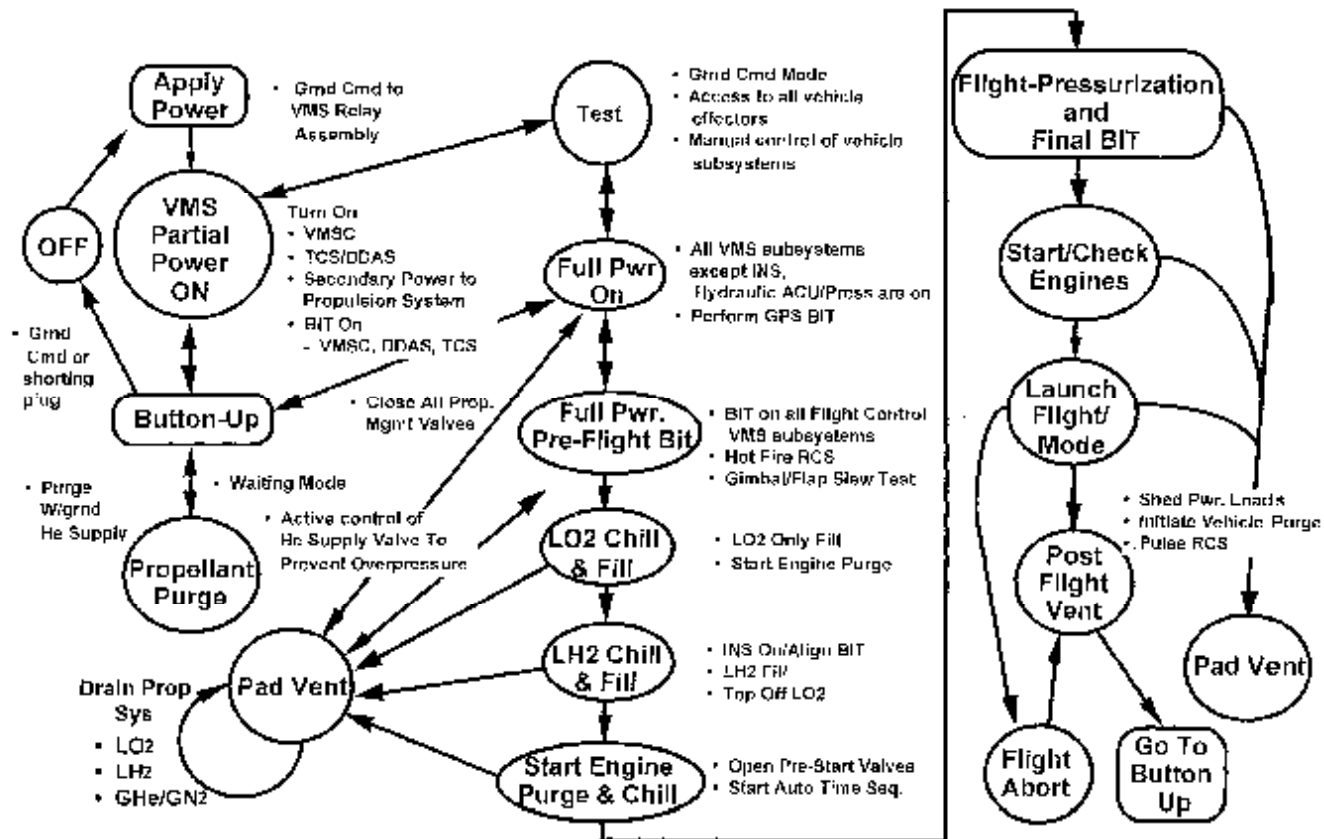 Apply
Power
• Grnd Cmd to
VMS Relay
Assembly
OFF
VMS
Partial
Power
ON
Turn On
• VMSC
• TCS/DDAS
• Secondary Power to
Propulsion System
• BIT On
- VMSC, DDAS, TCS
• Grnd
Cmd or
shorting
plug
Button-Up
• Purge
W/grnd
He Supply
• Waiting Mode
Propellant
Purge
Test
• Grnd Cmd Mode
• Access to all vehicle
effectors
• Manual control of vehicle
subsystems
Full Pwr
On
• All VMS subsystems
except INS,
Hydraulic ACU/Press are on
• Perform GPS BIT
• Close All Prop.
Mgmt Valves
Full Pwr.
Pre-Flight Bit
• BIT on all Flight Control
VMS subsystems
• Hot Fire RCS
• Gimbal/Flap Slew Test
• Active control of
He Supply Valve To
Prevent Overpressure
LO2 Chill
& Fill
• LO2 Only Fill
• Start Engine Purge
LH2 Chill
& Fill
• INS On/Align BIT
• LH2 Fill
• Top Off LO2
Pad Vent
Drain Prop
Sys
• LO2
• LH2
• GHe/GN2
Start Engine
Purge & Chill
• Open Pre-Start Valves
• Start Auto Time Seq.
Flight-Pressurization
and
Final BIT
Start/Check
Engines
Launch
Flight/
Mode
• Shed Pwr. Loads
• Initiate Vehicle Purge
• Pulse RCS
Post
Flight
Vent
Pad Vent
Flight
Abort
Go To
Button
Up